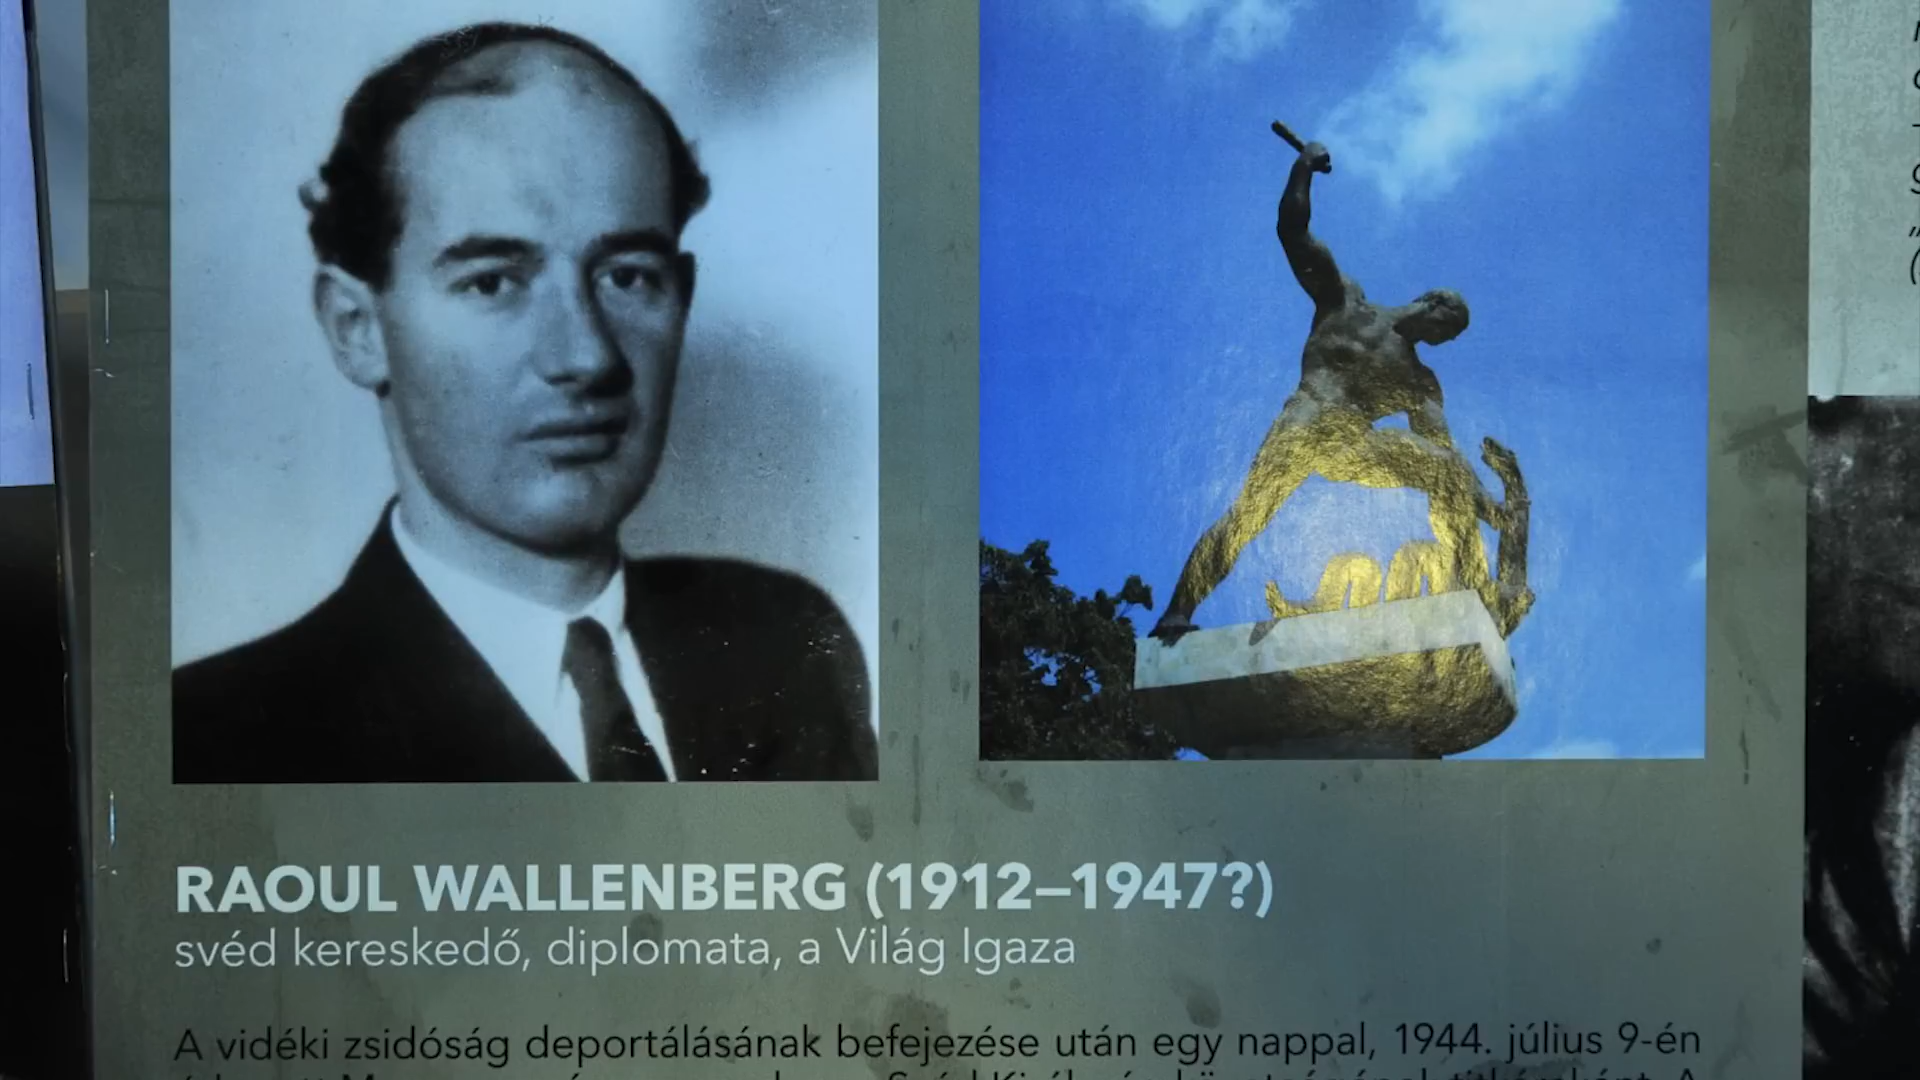 RAOUL WALLENBERG (1912–1947?)
svéd kereskedő, diplomata, a Világ Igaza
A vidéki zsidóság deportálásának befejezése után egy nappal, 1944. július 9-én